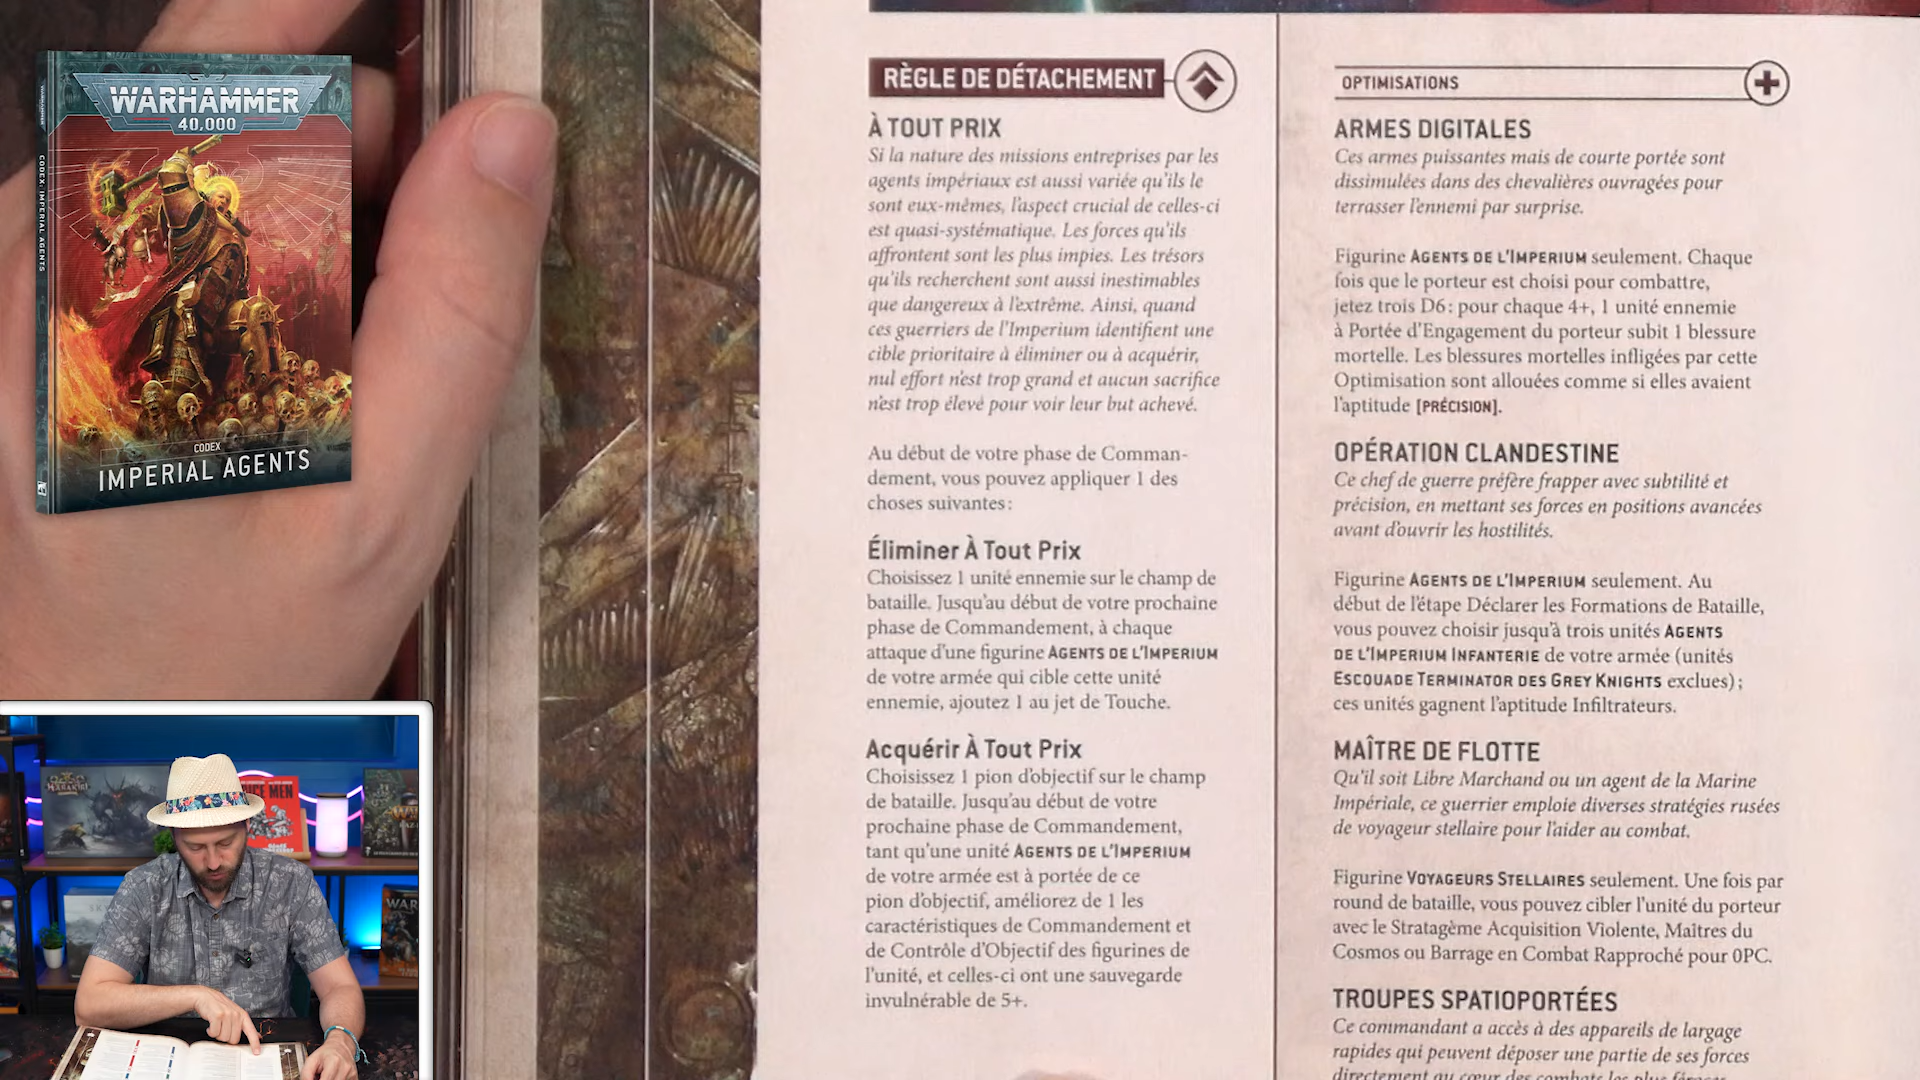 WARHAMMER
40,000
CODEX: IMPERIAL AGENTS
CODEX
IMPERIAL AGENTS
RÈGLE DE DÉTACHEMENT
À TOUT PRIX
Si la nature des missions entreprises par les
agents impériaux est aussi variée qu'ils le
sont eux-mêmes, l'aspect crucial de celles-ci
est quasi-systématique. Les forces qu'ils
affrontent sont les plus impies. Les trésors
qu'ils recherchent sont aussi inestimables
que dangereux à l'extrême. Ainsi, quand
ces guerriers de l'Imperium identifient une
cible prioritaire à éliminer ou à acquérir,
nul effort n'est trop grand et aucun sacrifice
n'est trop élevé pour voir leur but achevé.
Au début de votre phase de Comman-
dement, vous pouvez appliquer 1 des
choses suivantes :
Éliminer À Tout Prix
Choisissez 1 unité ennemie sur le champ de
bataille. Jusqu'au début de votre prochaine
phase de Commandement, à chaque
attaque d'une figurine AGENTS DE L'IMPERIUM
de votre armée qui cible cette unité
ennemie, ajoutez 1 au jet de Touche.
Acquérir À Tout Prix
Choisissez 1 pion d'objectif sur le champ
de bataille. Jusqu'au début de votre
prochaine phase de Commandement,
tant qu'une unité AGENTS DE L'IMPERIUM
de votre armée est à portée de ce
pion d'objectif, améliorez de 1 les
caractéristiques de Commandement et
de Contrôle d'Objectif des figurines de
l'unité, et celles-ci ont une sauvegarde
invulnérable de 5+.
OPTIMISATIONS
ARMES DIGITALES
Ces armes puissantes mais de courte portée sont
dissimulées dans des chevalières ouvragées pour
terrasser l'ennemi par surprise.
Figurine AGENTS DE L'IMPERIUM seulement. Chaque
fois que le porteur est choisi pour combattre,
jetez trois D6 : pour chaque 4+, 1 unité ennemie
à Portée d'Engagement du porteur subit 1 blessure
mortelle. Les blessures mortelles infligées par cette
Optimisation sont allouées comme si elles avaient
l'aptitude [PRÉCISION].
OPÉRATION CLANDESTINE
Ce chef de guerre préfère frapper avec subtilité et
précision, en mettant ses forces en positions avancées
avant d'ouvrir les hostilités.
Figurine AGENTS DE L'IMPERIUM seulement. Au
début de l'étape Déclarer les Formations de Bataille,
vous pouvez choisir jusqu'à trois unités AGENTS
DE L'IMPERIUM INFANTERIE de votre armée (unités
ESCOUADE TERMINATOR DES GREY KNIGHTS exclues) ;
ces unités gagnent l'aptitude Infiltrateurs.
MAÎTRE DE FLOTTE
Qu'il soit Libre Marchand ou un agent de la Marine
Impériale, ce guerrier emploie diverses stratégies rusées
de voyageur stellaire pour l'aider au combat.
Figurine VOYAGEURS STELLAIRES seulement. Une fois par
round de bataille, vous pouvez cibler l'unité du porteur
avec le Stratagème Acquisition Violente, Maîtres du
Cosmos ou Barrage en Combat Rapproché pour 0PC.
TROUPES SPATIOPORTÉES
Ce commandant a accès à des appareils de largage
rapides qui peuvent déposer une partie de ses forces
directement au cœur des combats les plus féroces